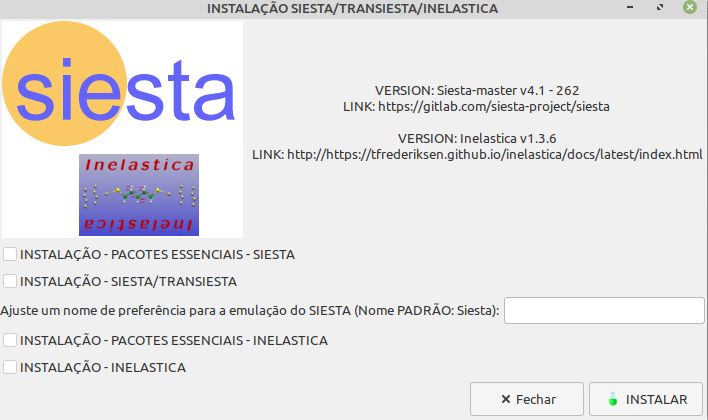 INSTALAÇÃO SIESTA/TRANSIESTA/INELASTICA
siesta
Inelastica
Inelastica
VERSION: Siesta-master v4.1 - 262
LINK: https://gitlab.com/siesta-project/siesta
VERSION: Inelastica v1.3.6
LINK: http://https://tfrederiksen.github.io/inelastica/docs/latest/index.html
INSTALAÇÃO - PACOTES ESSENCIAIS - SIESTA
INSTALAÇÃO - SIESTA/TRANSIESTA
Ajuste um nome de preferência para a emulação do SIESTA (Nome PADRÃO: Siesta):
INSTALAÇÃO - PACOTES ESSENCIAIS - INELASTICA
INSTALAÇÃO - INELASTICA
Fechar
INSTALAR